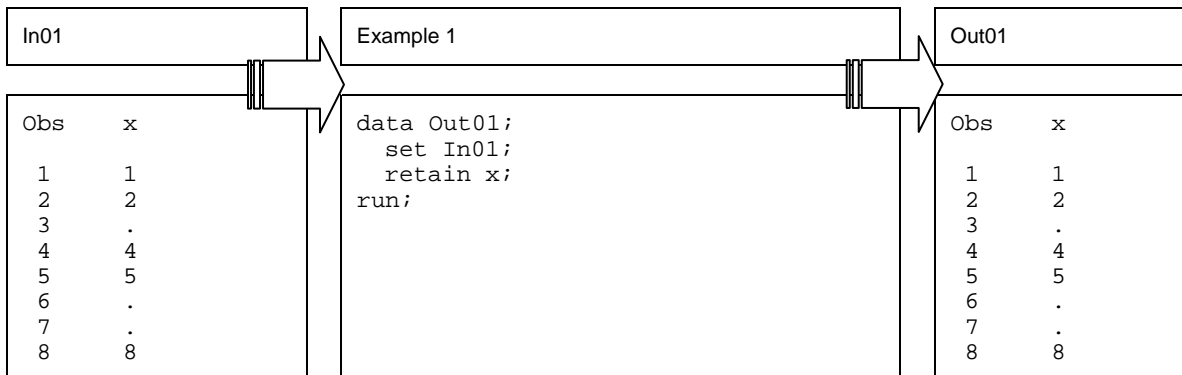 In01
Obs x
1 1
2 2
3 .
4 4
5 5
6 .
7 .
8 8
Example 1
data Out01;
set In01;
retain x;
run;
Out01
Obs x
1 1
2 2
3 .
4 4
5 5
6 .
7 .
8 8